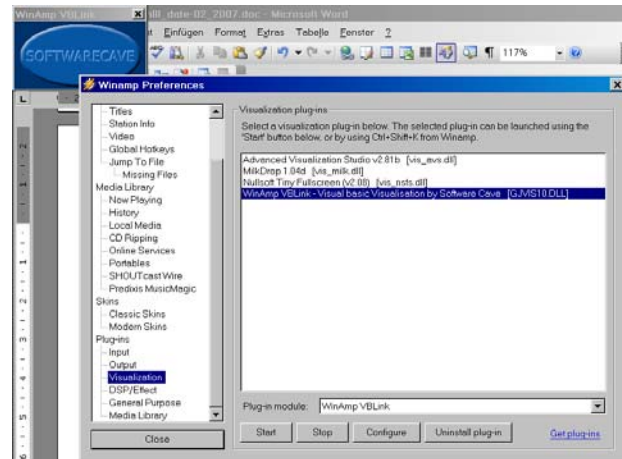 WinAmp VBLink
dlll_date-02_2007.doc - Microsoft Word
t Einfügen Format Extras Tabelle Fenster ?
SOFTWARECAVE
117%
Winamp Preferences
Titles
Station Info
Video
Global Hotkeys
Jump To File
Missing Files
Media Library
Now Playing
History
Local Media
CD Ripping
Online Services
Portables
SHOUTcast Wire
Predixis MusicMagic
Skins
Classic Skins
Modern Skins
Plug-ins
Input
Output
Visualization
DSP/Effect
General Purpose
Media Library
Close
Visualization plug-ins
Select a visualization plug-in below. The selected plug-in can be launched using the
'Start' button below, or by using Ctrl+Shift+K from Winamp.
Advanced Visualization Studio v2.81b [vis_avs.dll]
MilkDrop 1.04d [vis_milk.dll]
Nullsoft Tiny Fullscreen (v2.08) [vis_nsfs.dll]
WinAmp VBLink - Visual basic Visualisation by Software Cave [GJVIS10.DLL]
Plug-in module: WinAmp VBLink
Start Stop Configure Uninstall plug-in Get plug-ins